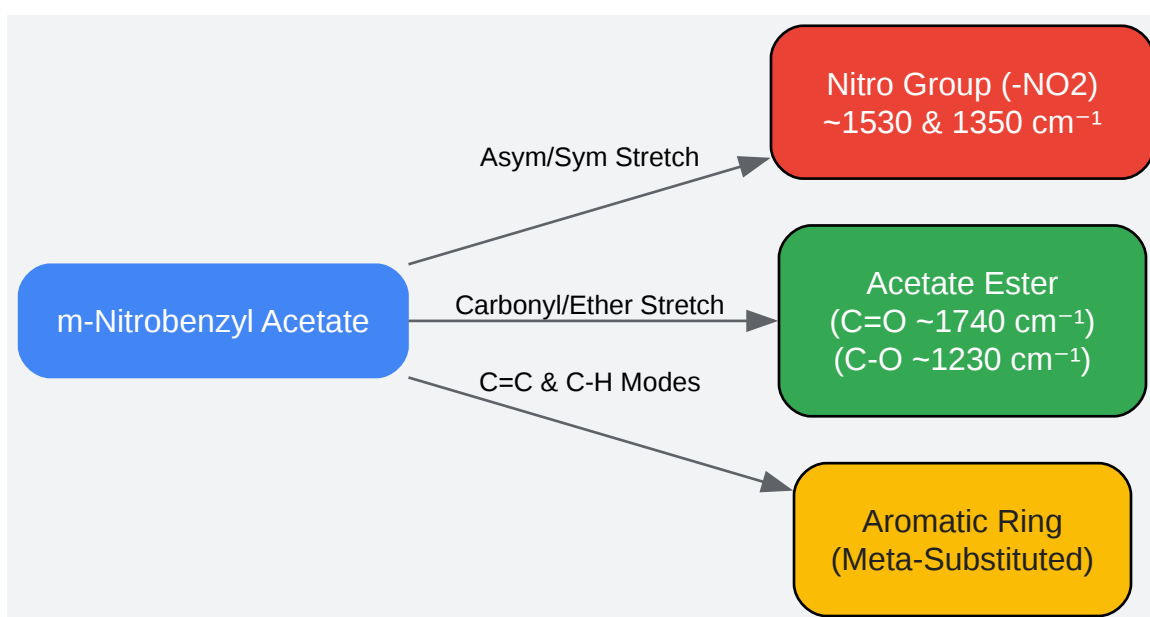 Nitro Group (-NO2)
~1530 & 1350 cm⁻¹
Asym/Sym Stretch
m-Nitrobenzyl Acetate
Carbonyl/Ether Stretch
Acetate Ester
(C=O ~1740 cm⁻¹)
(C-O ~1230 cm⁻¹)
C=C & C-H Modes
Aromatic Ring
(Meta-Substituted)